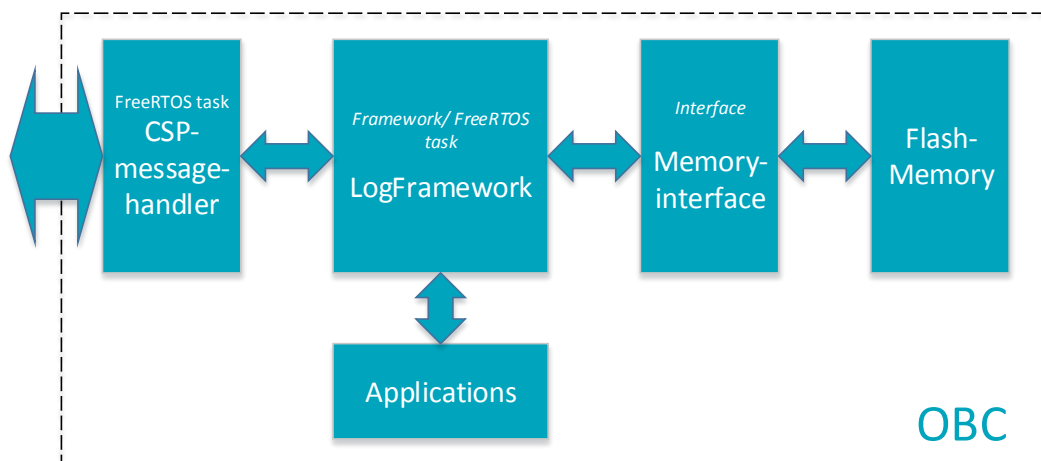 FreeRTOS task
CSP-
message-
handler
Framework/ FreeRTOS
task
LogFramework
Interface
Memory-
interface
Flash-
Memory
Applications
OBC